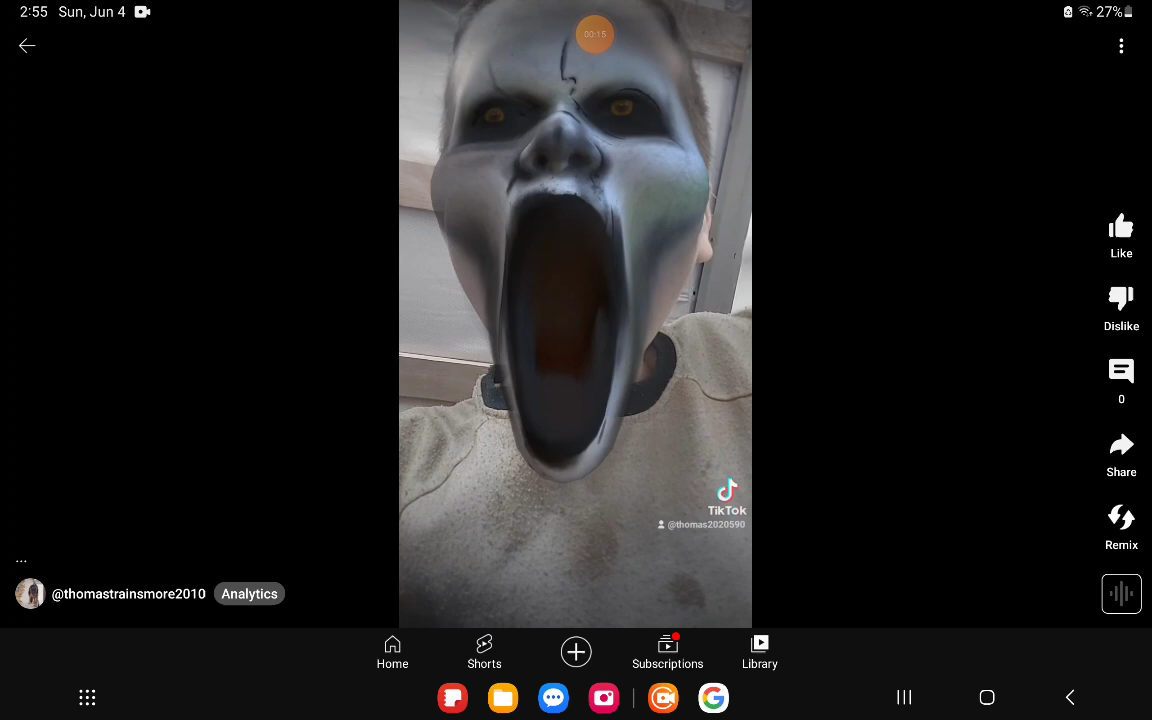 2:55 Sun, Jun 4
27%
00:15
Like
Dislike
0
Share
TikTok
@thomas2020590
Remix
...
@thomastrainsmore2010 Analytics
Home Shorts Subscriptions Library